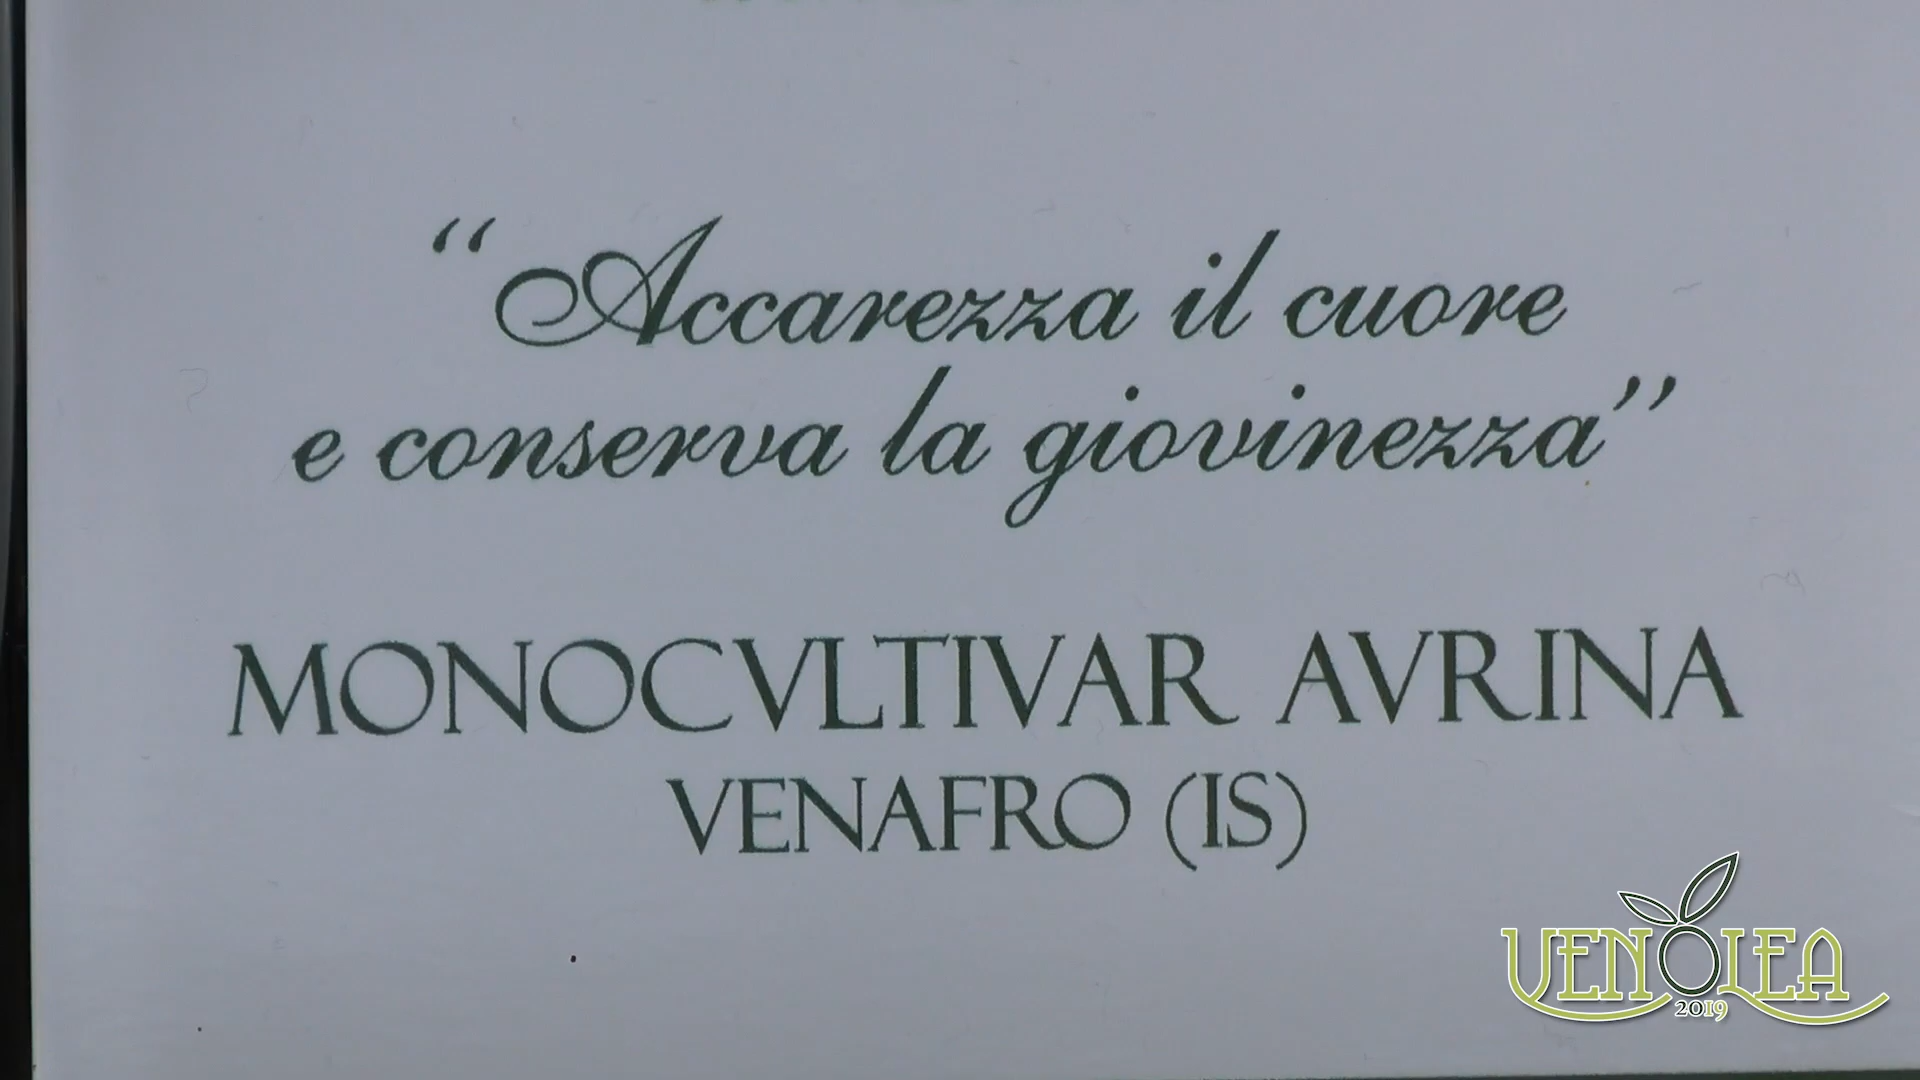 “Accarezza il cuore
e conserva la giovinezza”
MONOCVLTIVAR AVRINA
VENAFRO (IS)
VENOLEA
2019